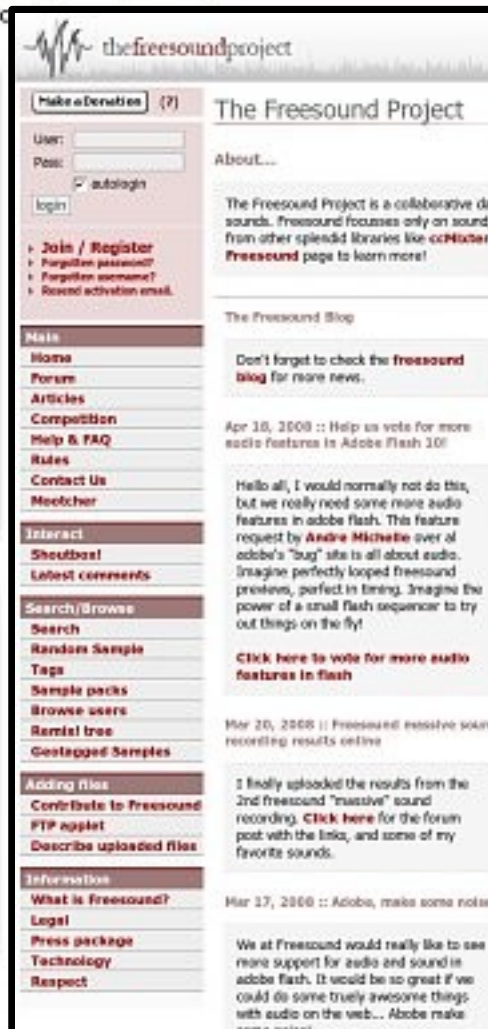 thefreesoundproject
Make a Donation (?)
User:
Pass:
autologin
login
Join / Register
Forgotten password?
Forgotten username?
Resend activation email.
Main
Home
Forum
Articles
Competition
Help & FAQ
Rules
Contact Us
Mootcher
Interact
Shoutbox!
Latest comments
Search/Browse
Search
Random Sample
Tags
Sample packs
Browse users
Remix! tree
Geotagged Samples
Adding files
Contribute to Freesound
FTP applet
Describe uploaded files
Information
What is Freesound?
Legal
Press package
Technology
Respect
The Freesound Project
About...
The Freesound Project is a collaborative da
sounds. Freesound focusses only on sound
from other splendid libraries like ccMixter
Freesound page to learn more!
The Freesound Blog
Don't forget to check the freesound
blog for more news.
Apr 18, 2008 :: Help us vote for more
audio features in Adobe Flash 10!
Hello all, I would normally not do this,
but we really need some more audio
features in adobe flash. This feature
request by Andre Michelle over at
adobe's "bug" site is all about audio.
Imagine perfectly looped freesound
previews, perfect in timing. Imagine the
power of a small flash sequencer to try
out things on the fly!
Click here to vote for more audio
features in flash
Mar 20, 2008 :: Freesound massive soun
recording results online
I finally uploaded the results from the
2nd freesound "massive" sound
recording. Click here for the forum
post with the links, and some of my
favorite sounds.
Mar 17, 2008 :: Adobe, make some noise
We at Freesound would really like to see
more support for audio and sound in
adobe flash. It would be so great if we
could do some truely awesome things
with audio on the web... Abobe make